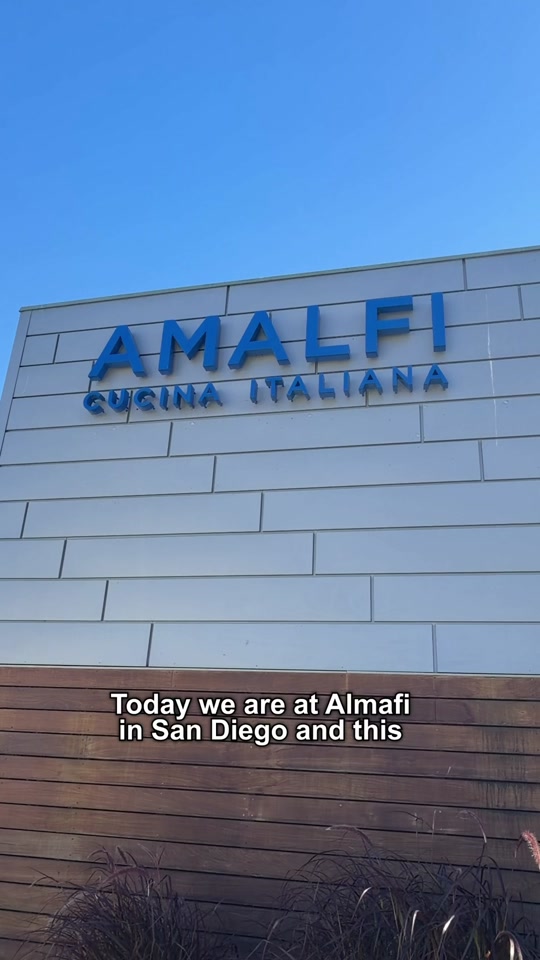 AMALFI
CUCINA ITALIANA
Today we are at Almafi
in San Diego and this